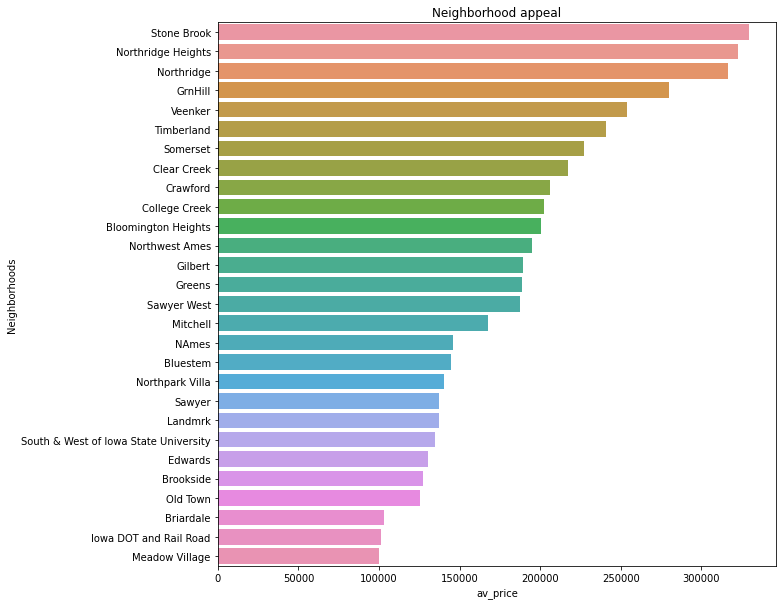 Neighborhood appeal
Neighborhoods
Stone Brook
Northridge Heights
Northridge
GrnHill
Veenker
Timberland
Somerset
Clear Creek
Crawford
College Creek
Bloomington Heights
Northwest Ames
Gilbert
Greens
Sawyer West
Mitchell
NAmes
Bluestem
Northpark Villa
Sawyer
Landmrk
South & West of Iowa State University
Edwards
Brookside
Old Town
Briardale
Iowa DOT and Rail Road
Meadow Village
0 50000 100000 150000 200000 250000 300000
av_price